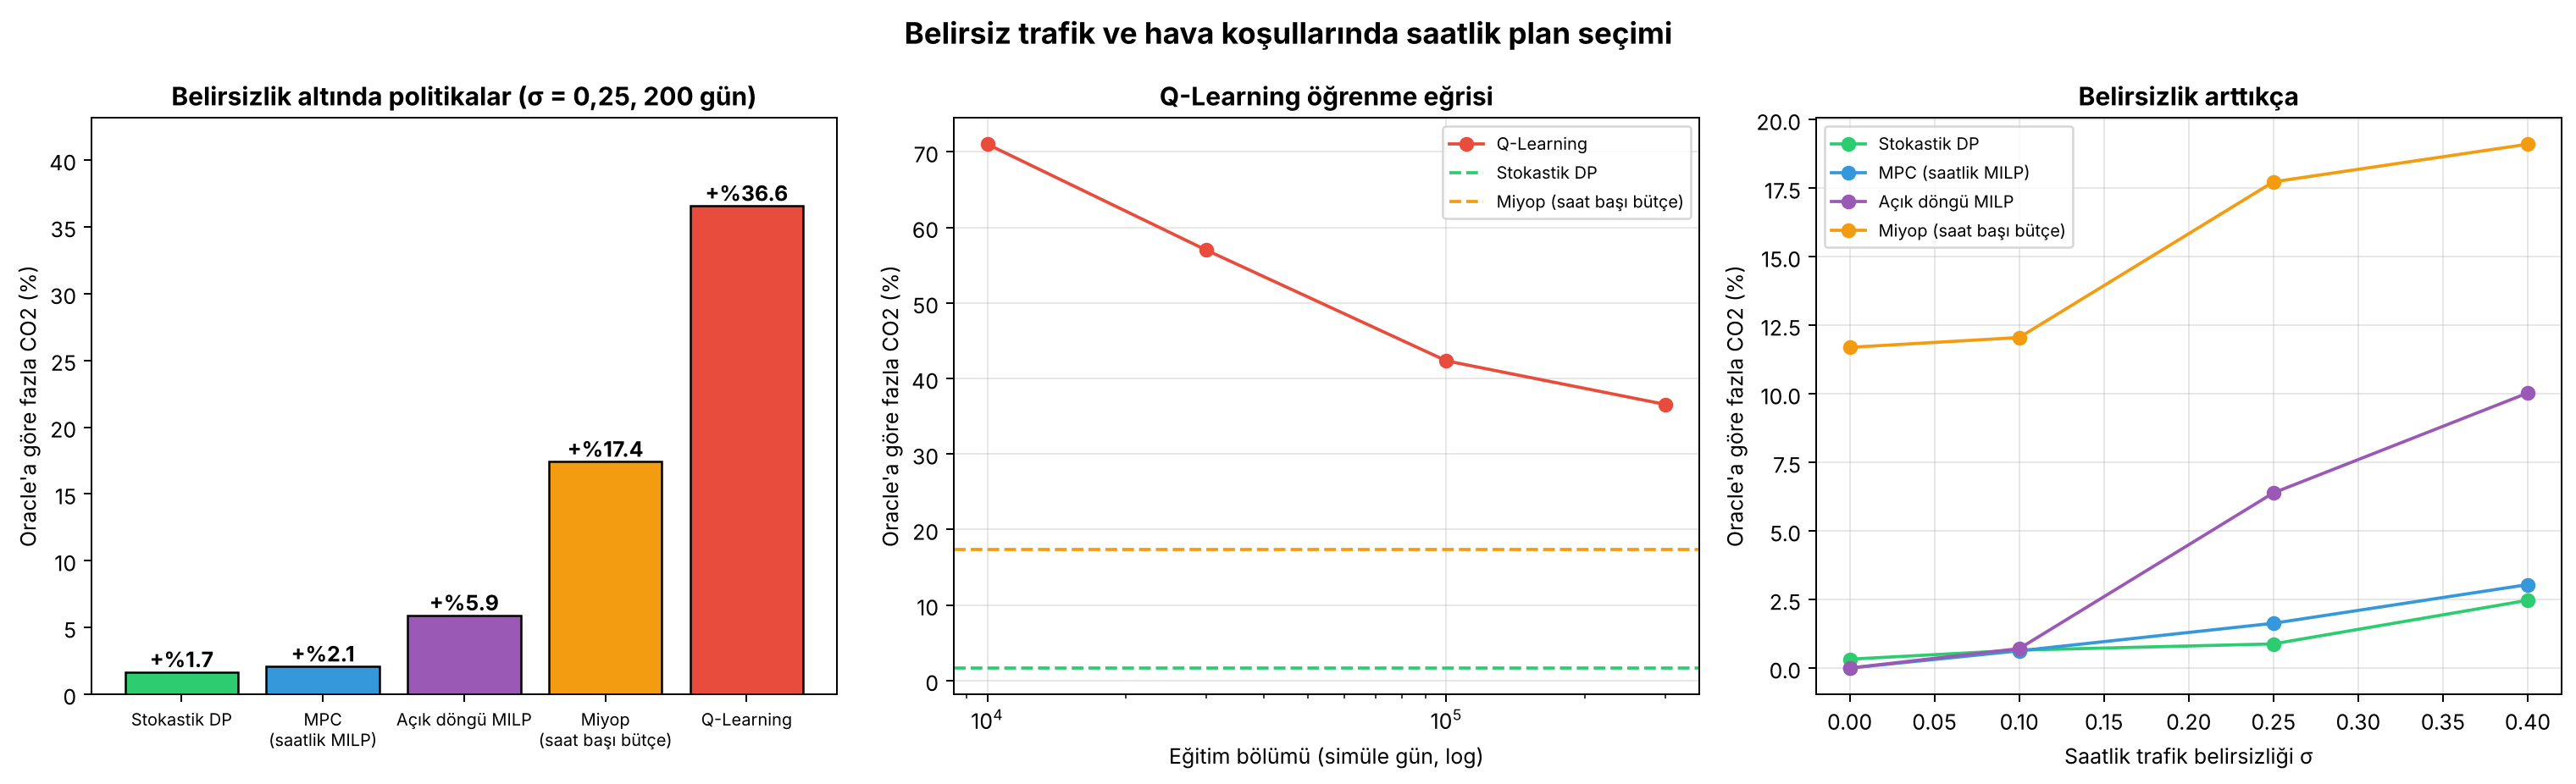 Belirsiz trafik ve hava koşullarında saatlik plan seçimi
Belirsizlik altında politikalar (σ = 0,25, 200 gün)
Oracle'a göre fazla CO2 (%)
40
35
30
25
20
15
10
5
0
+%1.7
+%2.1
+%5.9
+%17.4
+%36.6
Stokastik DP
MPC
(saatlik MILP)
Açık döngü MILP
Miyop
(saat başı bütçe)
Q-Learning
Q-Learning öğrenme eğrisi
Oracle'a göre fazla CO2 (%)
70
60
50
40
30
20
10
0
Q-Learning
Stokastik DP
Miyop (saat başı bütçe)
10⁴
10⁵
Eğitim bölümü (simüle gün, log)
Belirsizlik arttıkça
Oracle'a göre fazla CO2 (%)
20.0
17.5
15.0
12.5
10.0
7.5
5.0
2.5
0.0
Stokastik DP
MPC (saatlik MILP)
Açık döngü MILP
Miyop (saat başı bütçe)
0.00 0.05 0.10 0.15 0.20 0.25 0.30 0.35 0.40
Saatlik trafik belirsizliği σ